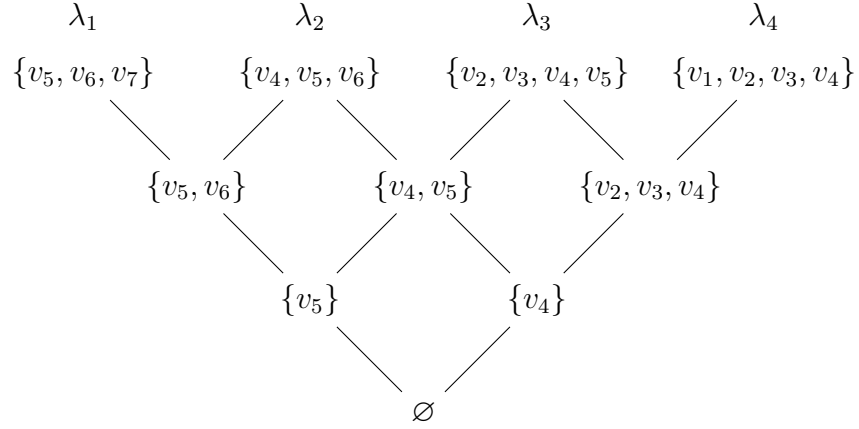 λ₁ λ₂ λ₃ λ₄
{v₅, v₆, v₇} {v₄, v₅, v₆} {v₂, v₃, v₄, v₅} {v₁, v₂, v₃, v₄}
{v₅, v₆} {v₄, v₅} {v₂, v₃, v₄}
{v₅} {v₄}
∅